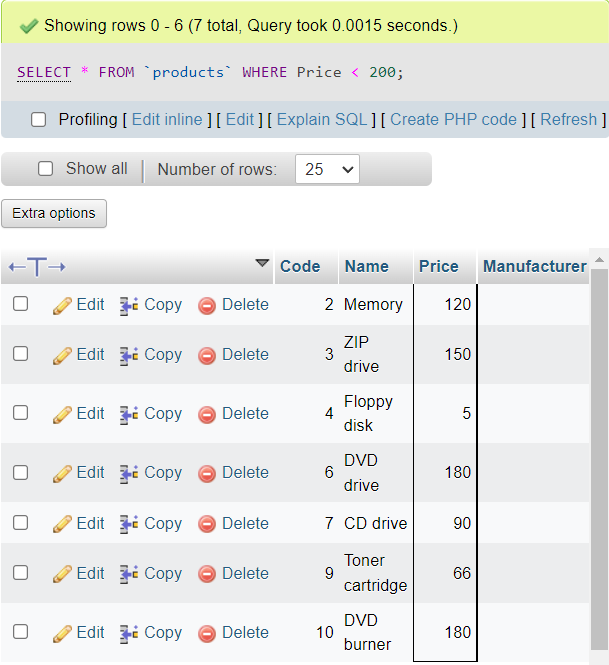 Showing rows 0 - 6 (7 total, Query took 0.0015 seconds.)
SELECT * FROM `products` WHERE Price < 200;
Profiling [ Edit inline ] [ Edit ] [ Explain SQL ] [ Create PHP code ] [ Refresh ]
Show all Number of rows: 25
Extra options
Code Name Price Manufacturer
Edit Copy Delete 2 Memory 120
Edit Copy Delete 3 ZIP drive 150
Edit Copy Delete 4 Floppy disk 5
Edit Copy Delete 6 DVD drive 180
Edit Copy Delete 7 CD drive 90
Edit Copy Delete 9 Toner cartridge 66
Edit Copy Delete 10 DVD burner 180